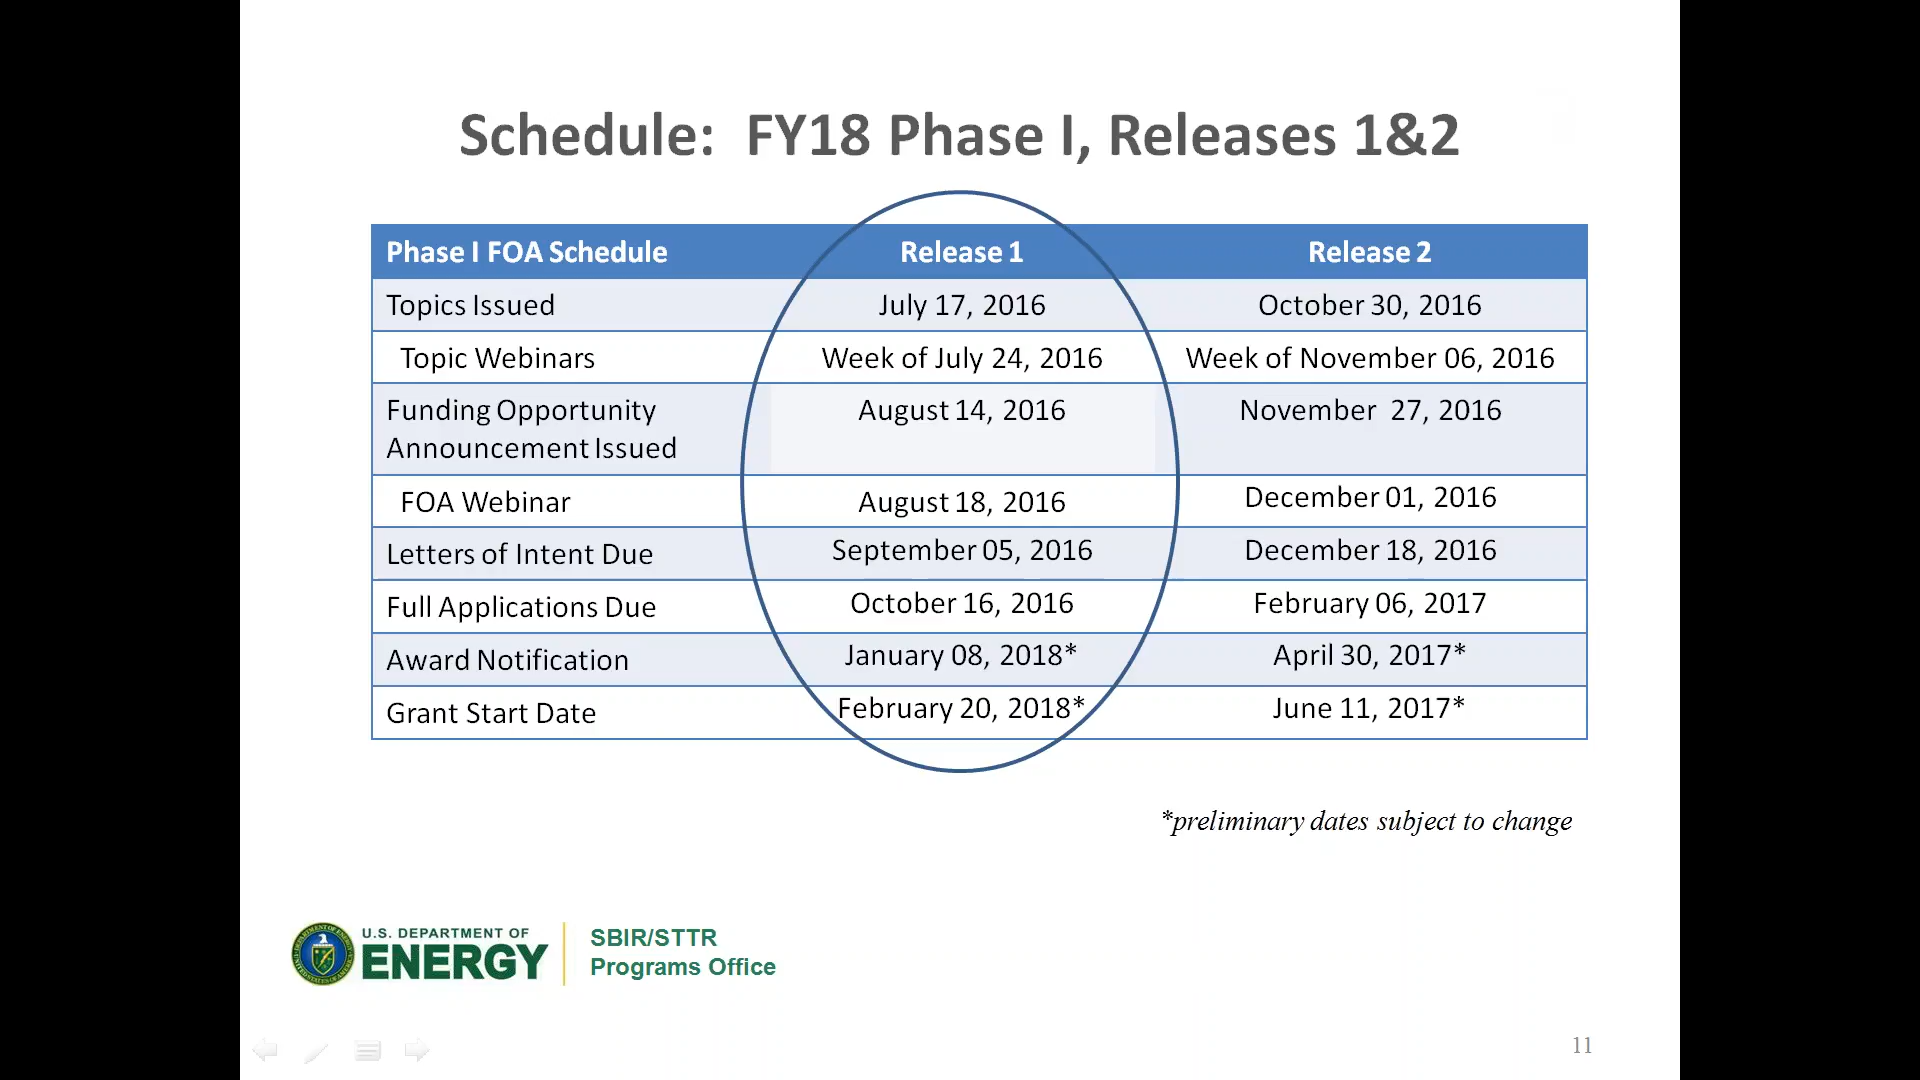 Schedule:  FY18 Phase I, Releases 1&2
Phase I FOA Schedule Release 1 Release 2
Topics Issued July 17, 2016 October 30, 2016
Topic Webinars Week of July 24, 2016 Week of November 06, 2016
Funding Opportunity August 14, 2016 November  27, 2016
Announcement Issued
FOA Webinar August 18, 2016 December 01, 2016
Letters of Intent Due September 05, 2016 December 18, 2016
Full Applications Due October 16, 2016 February 06, 2017
Award Notification January 08, 2018* April 30, 2017*
Grant Start Date February 20, 2018* June 11, 2017*
*preliminary dates subject to change
U.S. DEPARTMENT OF
ENERGY
SBIR/STTR
Programs Office
11